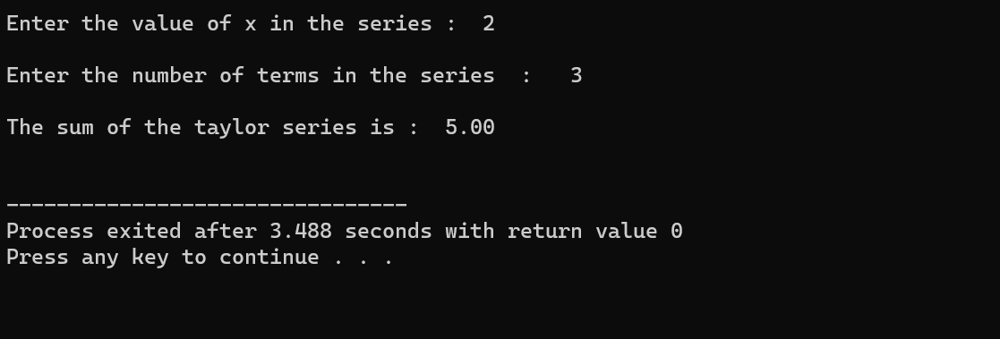 Enter the value of x in the series :  2
Enter the number of terms in the series  :   3
The sum of the taylor series is :  5.00
--------------------------------
Process exited after 3.488 seconds with return value 0
Press any key to continue . . .